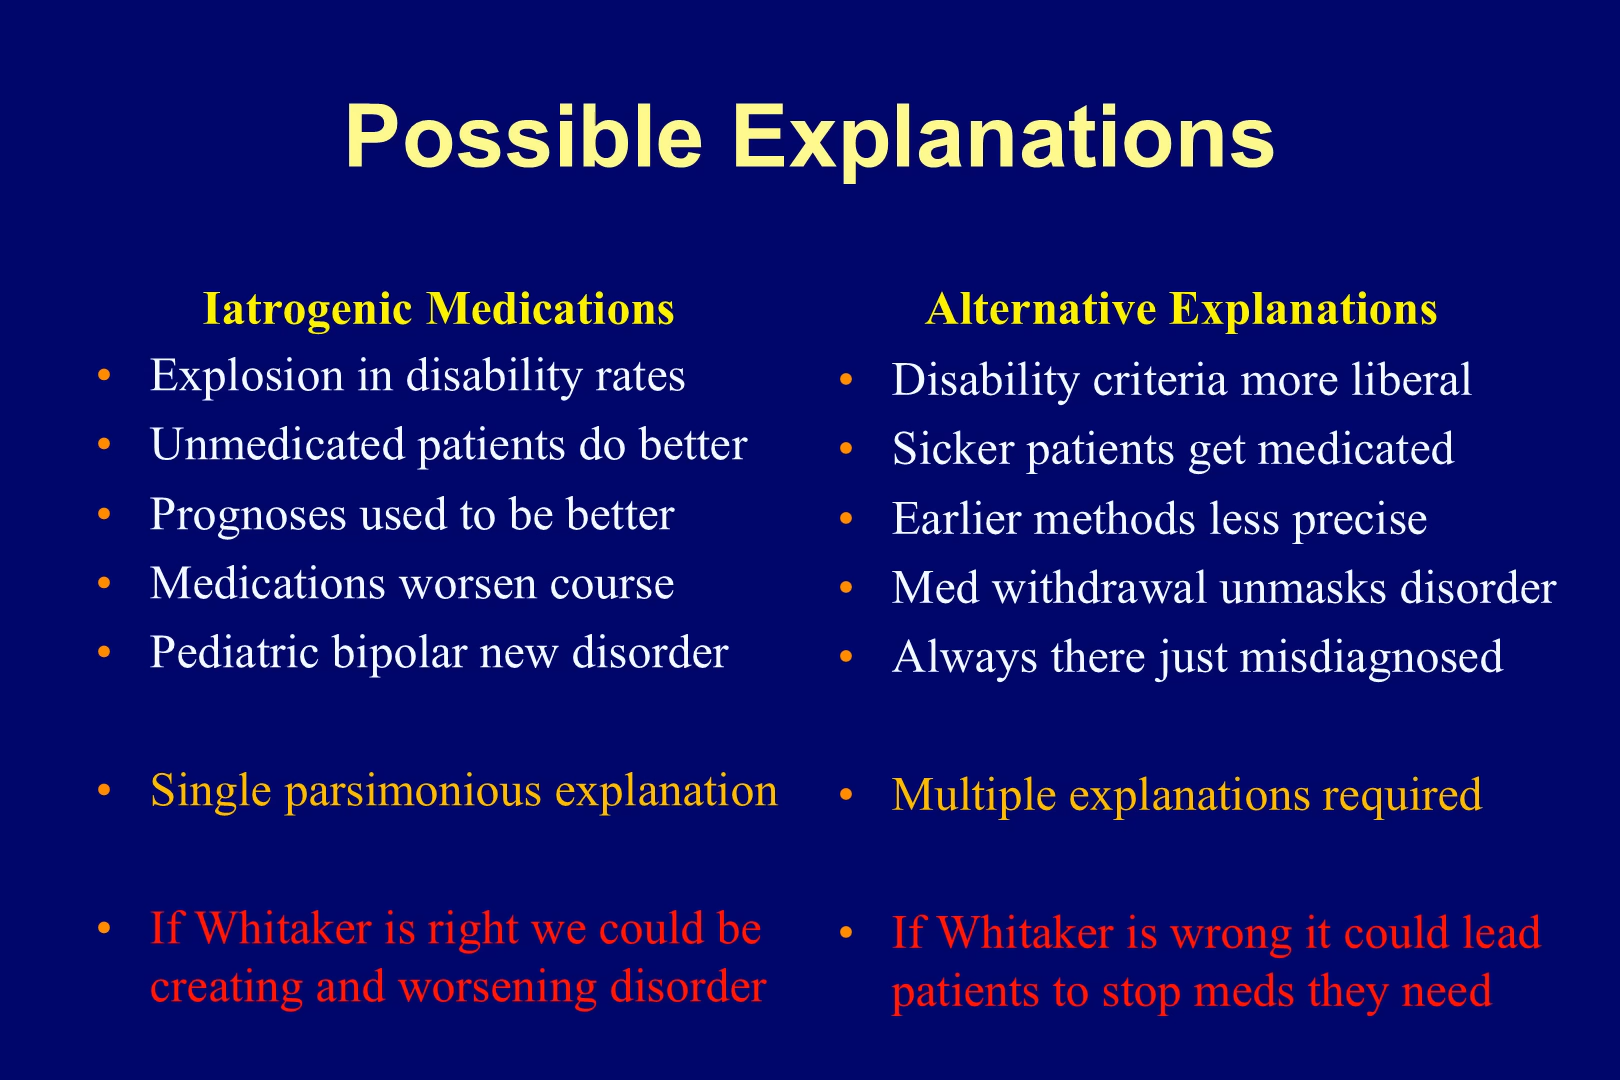 Possible Explanations
Iatrogenic Medications
• Explosion in disability rates
• Unmedicated patients do better
• Prognoses used to be better
• Medications worsen course
• Pediatric bipolar new disorder
• Single parsimonious explanation
• If Whitaker is right we could be
creating and worsening disorder
Alternative Explanations
• Disability criteria more liberal
• Sicker patients get medicated
• Earlier methods less precise
• Med withdrawal unmasks disorder
• Always there just misdiagnosed
• Multiple explanations required
• If Whitaker is wrong it could lead
patients to stop meds they need